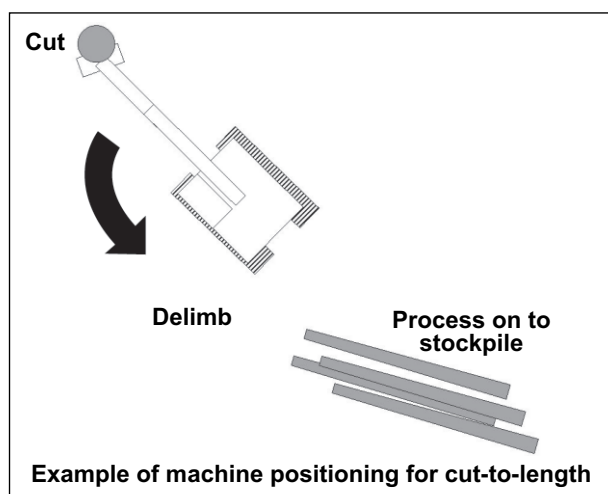 Cut
Delimb
Process on to
stockpile
Example of machine positioning for cut-to-length